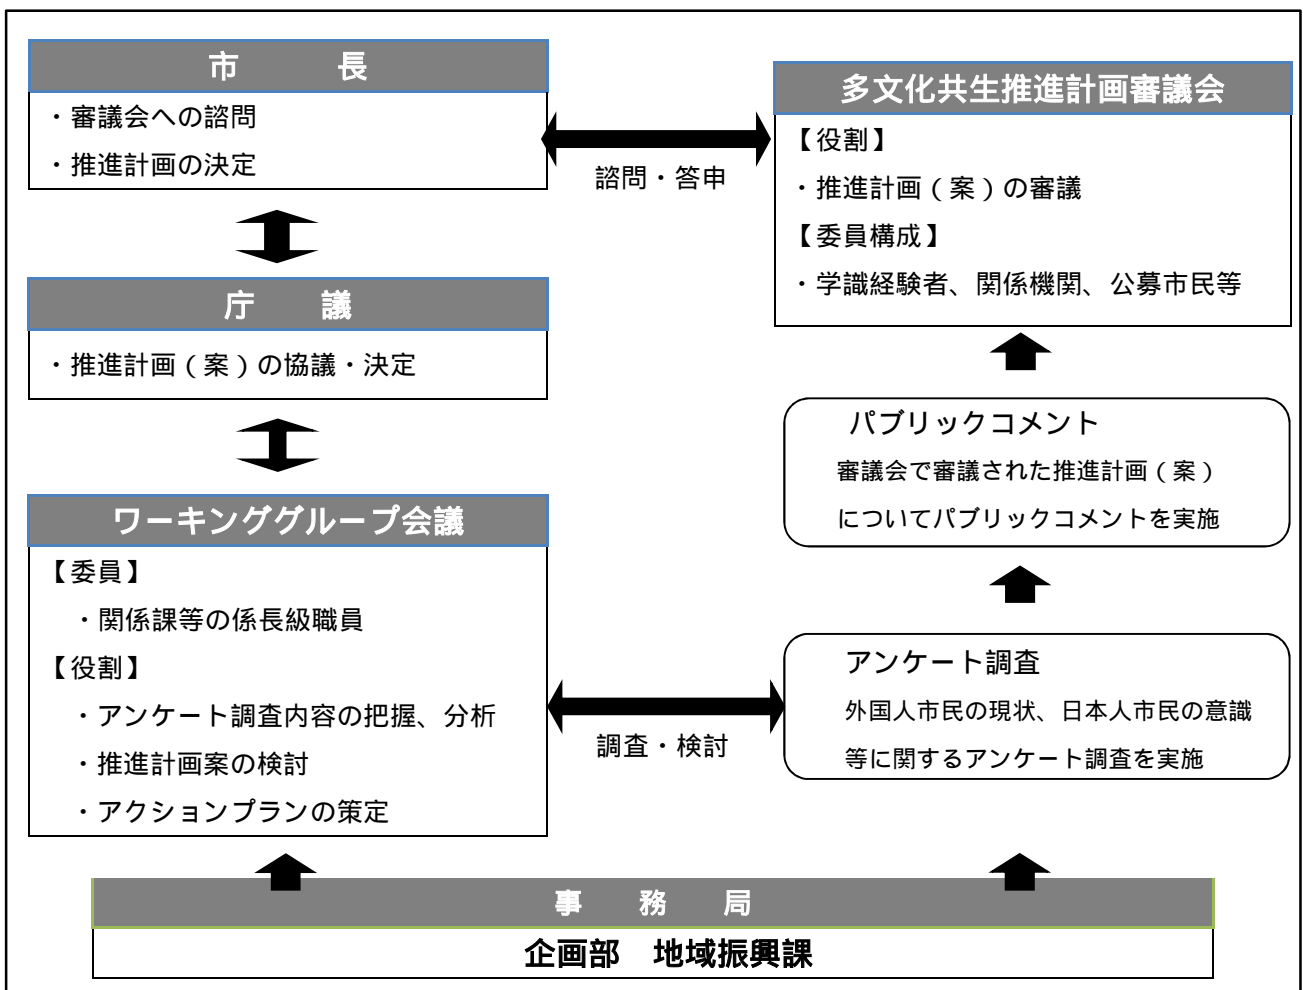 市　長
・審議会への諮問
・推進計画の決定
諮問・答申
多文化共生推進計画審議会
【役割】
・推進計画（案）の審議
【委員構成】
・学識経験者、関係機関、公募市民等
庁　議
・推進計画（案）の協議・決定
パブリックコメント
審議会で審議された推進計画（案）
についてパブリックコメントを実施
ワーキンググループ会議
【委員】
・関係課等の係長級職員
【役割】
・アンケート調査内容の把握、分析
・推進計画案の検討
・アクションプランの策定
調査・検討
アンケート調査
外国人市民の現状、日本人市民の意識
等に関するアンケート調査を実施
事　務　局
企画部　地域振興課